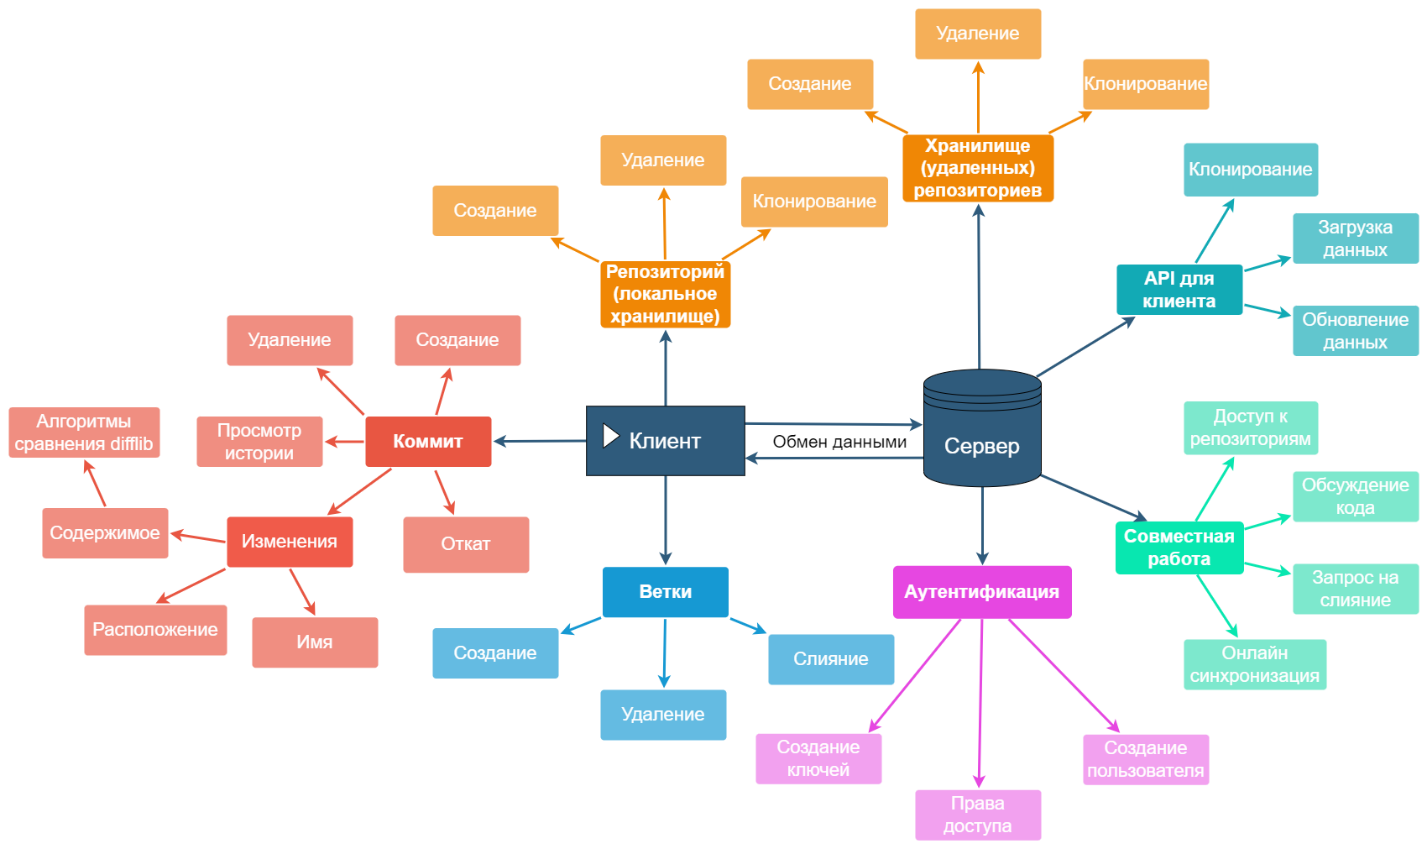 Удаление
Создание
Клонирование
Хранилище
(удаленных)
репозиториев
Удаление
Создание
Клонирование
Репозиторий
(локальное
хранилище)
Клонирование
Загрузка
данных
API для
клиента
Обновление
данных
Удаление
Создание
Алгоритмы
сравнения difflib
Просмотр
истории
Коммит
Клиент
Обмен данными
Сервер
Доступ к
репозиториям
Обсуждение
кода
Содержимое
Изменения
Откат
Совместная
работа
Запрос на
слияние
Расположение
Имя
Ветки
Аутентификация
Создание
Слияние
Удаление
Онлайн
синхронизация
Создание
ключей
Создание
пользователя
Права
доступа